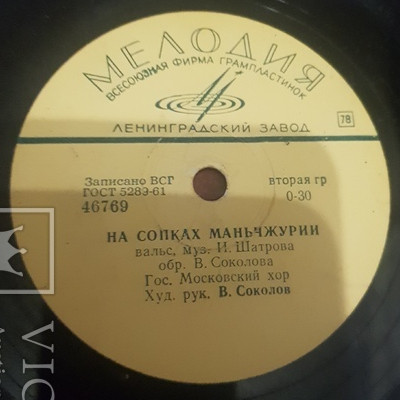 МЕЛОДИЯ
ВСЕСОЮЗНАЯ ФИРМА ГРАМПЛАСТИНОК
ЛЕНИНГРАДСКИЙ ЗАВОД
78
Записано ВСГ
ГОСТ 5289-61
46769
вторая гр
0-30
НА СОПКАХ МАНЬЧЖУРИИ
вальс, муз. И. Шатрова
обр. В. Соколова
Гос. Московский хор
Худ. рук. В. Соколов